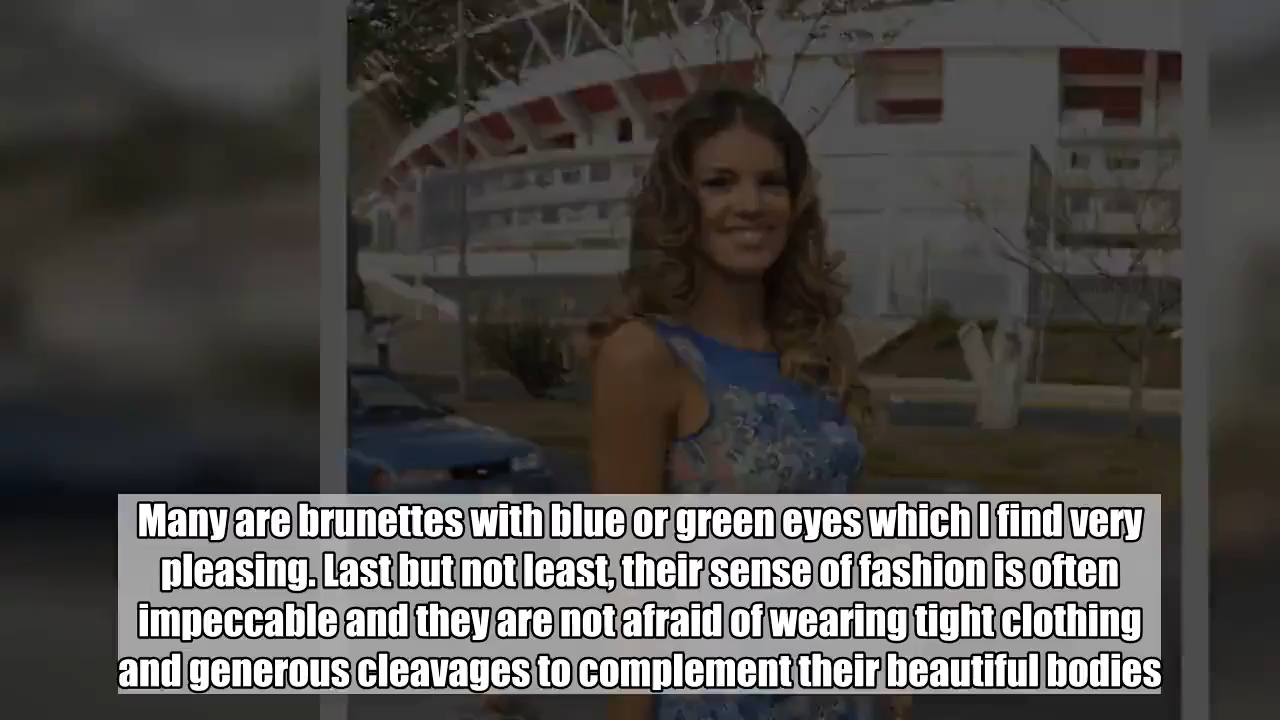 Many are brunettes with blue or green eyes which I find very
pleasing. Last but not least, their sense of fashion is often
impeccable and they are not afraid of wearing tight clothing
and generous cleavages to complement their beautiful bodies